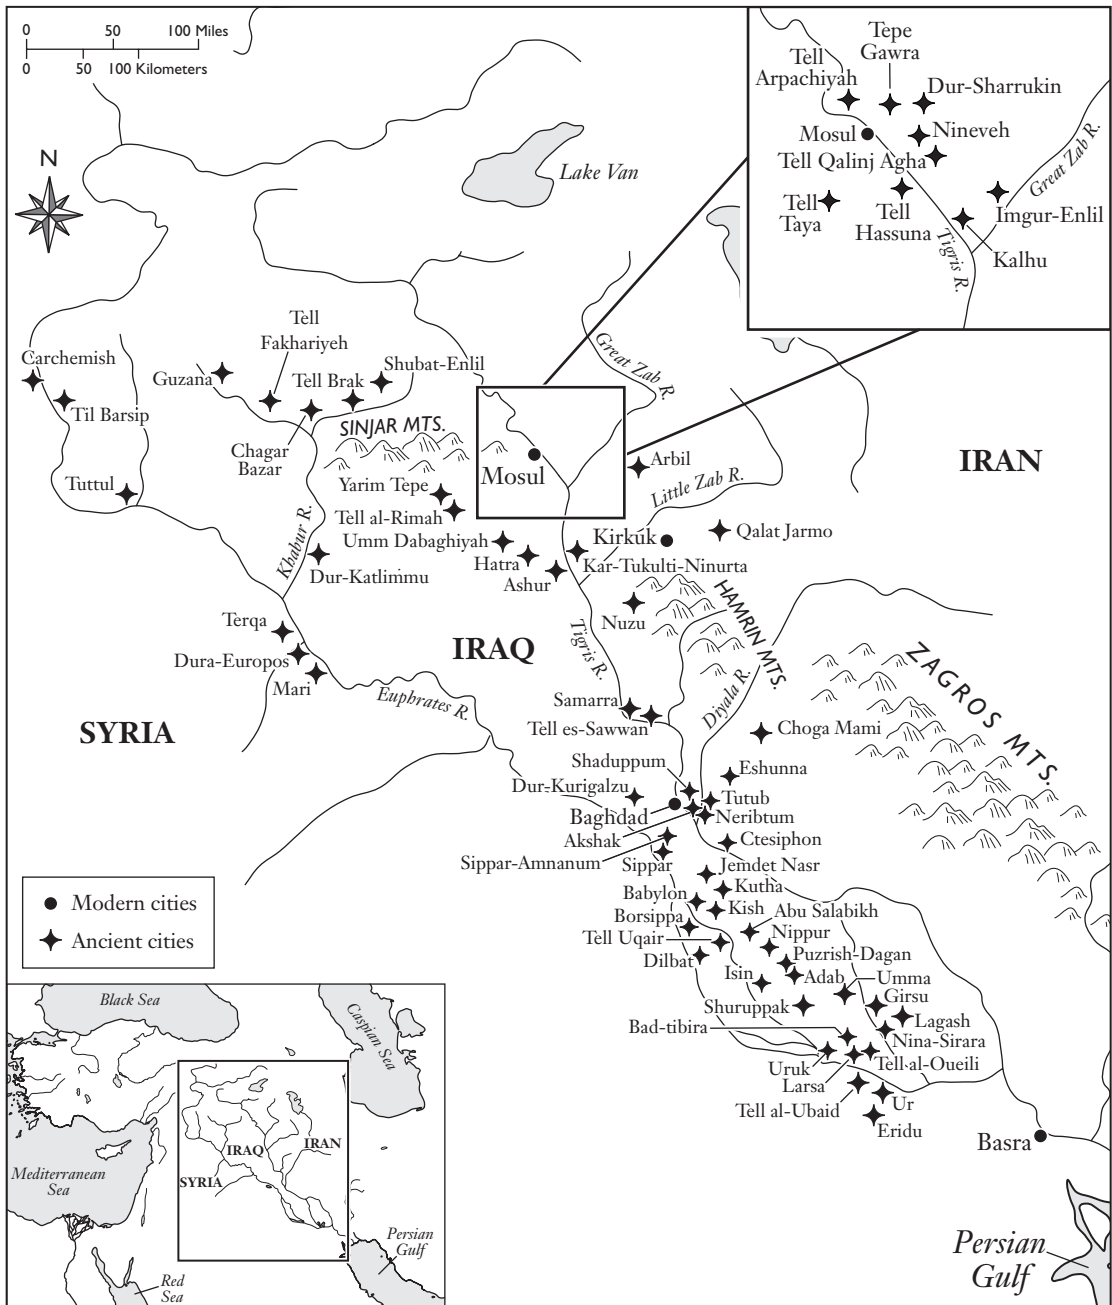 0 50 100 Miles
0 50 100 Kilometers
N
Lake Van
Tepe
Gawra
Tell
Arpachiyah
Dur-Sharrukin
Mosul
Nineveh
Tell Qalinj Agha
Great Zab R.
Tell
Taya
Tell
Hassuna
Imgur-Enlil
Tigris R.
Kalhu
Carchemish
Til Barsip
Tuttul
Guzana
Tell
Fakhariyeh
Tell Brak
Shubat-Enlil
Chagar
Bazar
SINJAR MTS.
Great Zab R.
Mosul
Arbil
IRAN
Little Zab R.
Yarim Tepe
Tell al-Rimah
Umm Dabaghiyah
Hatra
Ashur
Kirkuk
Qalat Jarmo
Kar-Tukulti-Ninurta
Khabur R.
Dur-Katlimmu
Nuzu
HAMRIN MTS.
Terqa
Dura-Europos
Mari
IRAQ
Tigris R.
Euphrates R.
SYRIA
ZAGROS MTS.
Diyala R.
Samarra
Tell es-Sawwan
Choga Mami
Shaduppum
Eshunna
Dur-Kurigalzu
Tutub
Baghdad
Neribtum
Akshak
Ctesiphon
Sippar-Amnanum
Sippar
Jemdet Nasr
Kutha
Babylon
Kish
Borsippa
Abu Salabikh
Tell Uqair
Nippur
Dilbat
Puzrish-Dagan
Isin
Adab
Umma
Shuruppak
Girsu
Lagash
Bad-tibira
Nina-Sirara
Uruk
Tell al-Oueili
Larsa
Tell al-Ubaid
Ur
Eridu
Basra
Persian
Gulf
Modern cities
Ancient cities
Black Sea
Caspian Sea
Mediterranean
Sea
IRAQ
IRAN
SYRIA
Persian
Gulf
Red
Sea